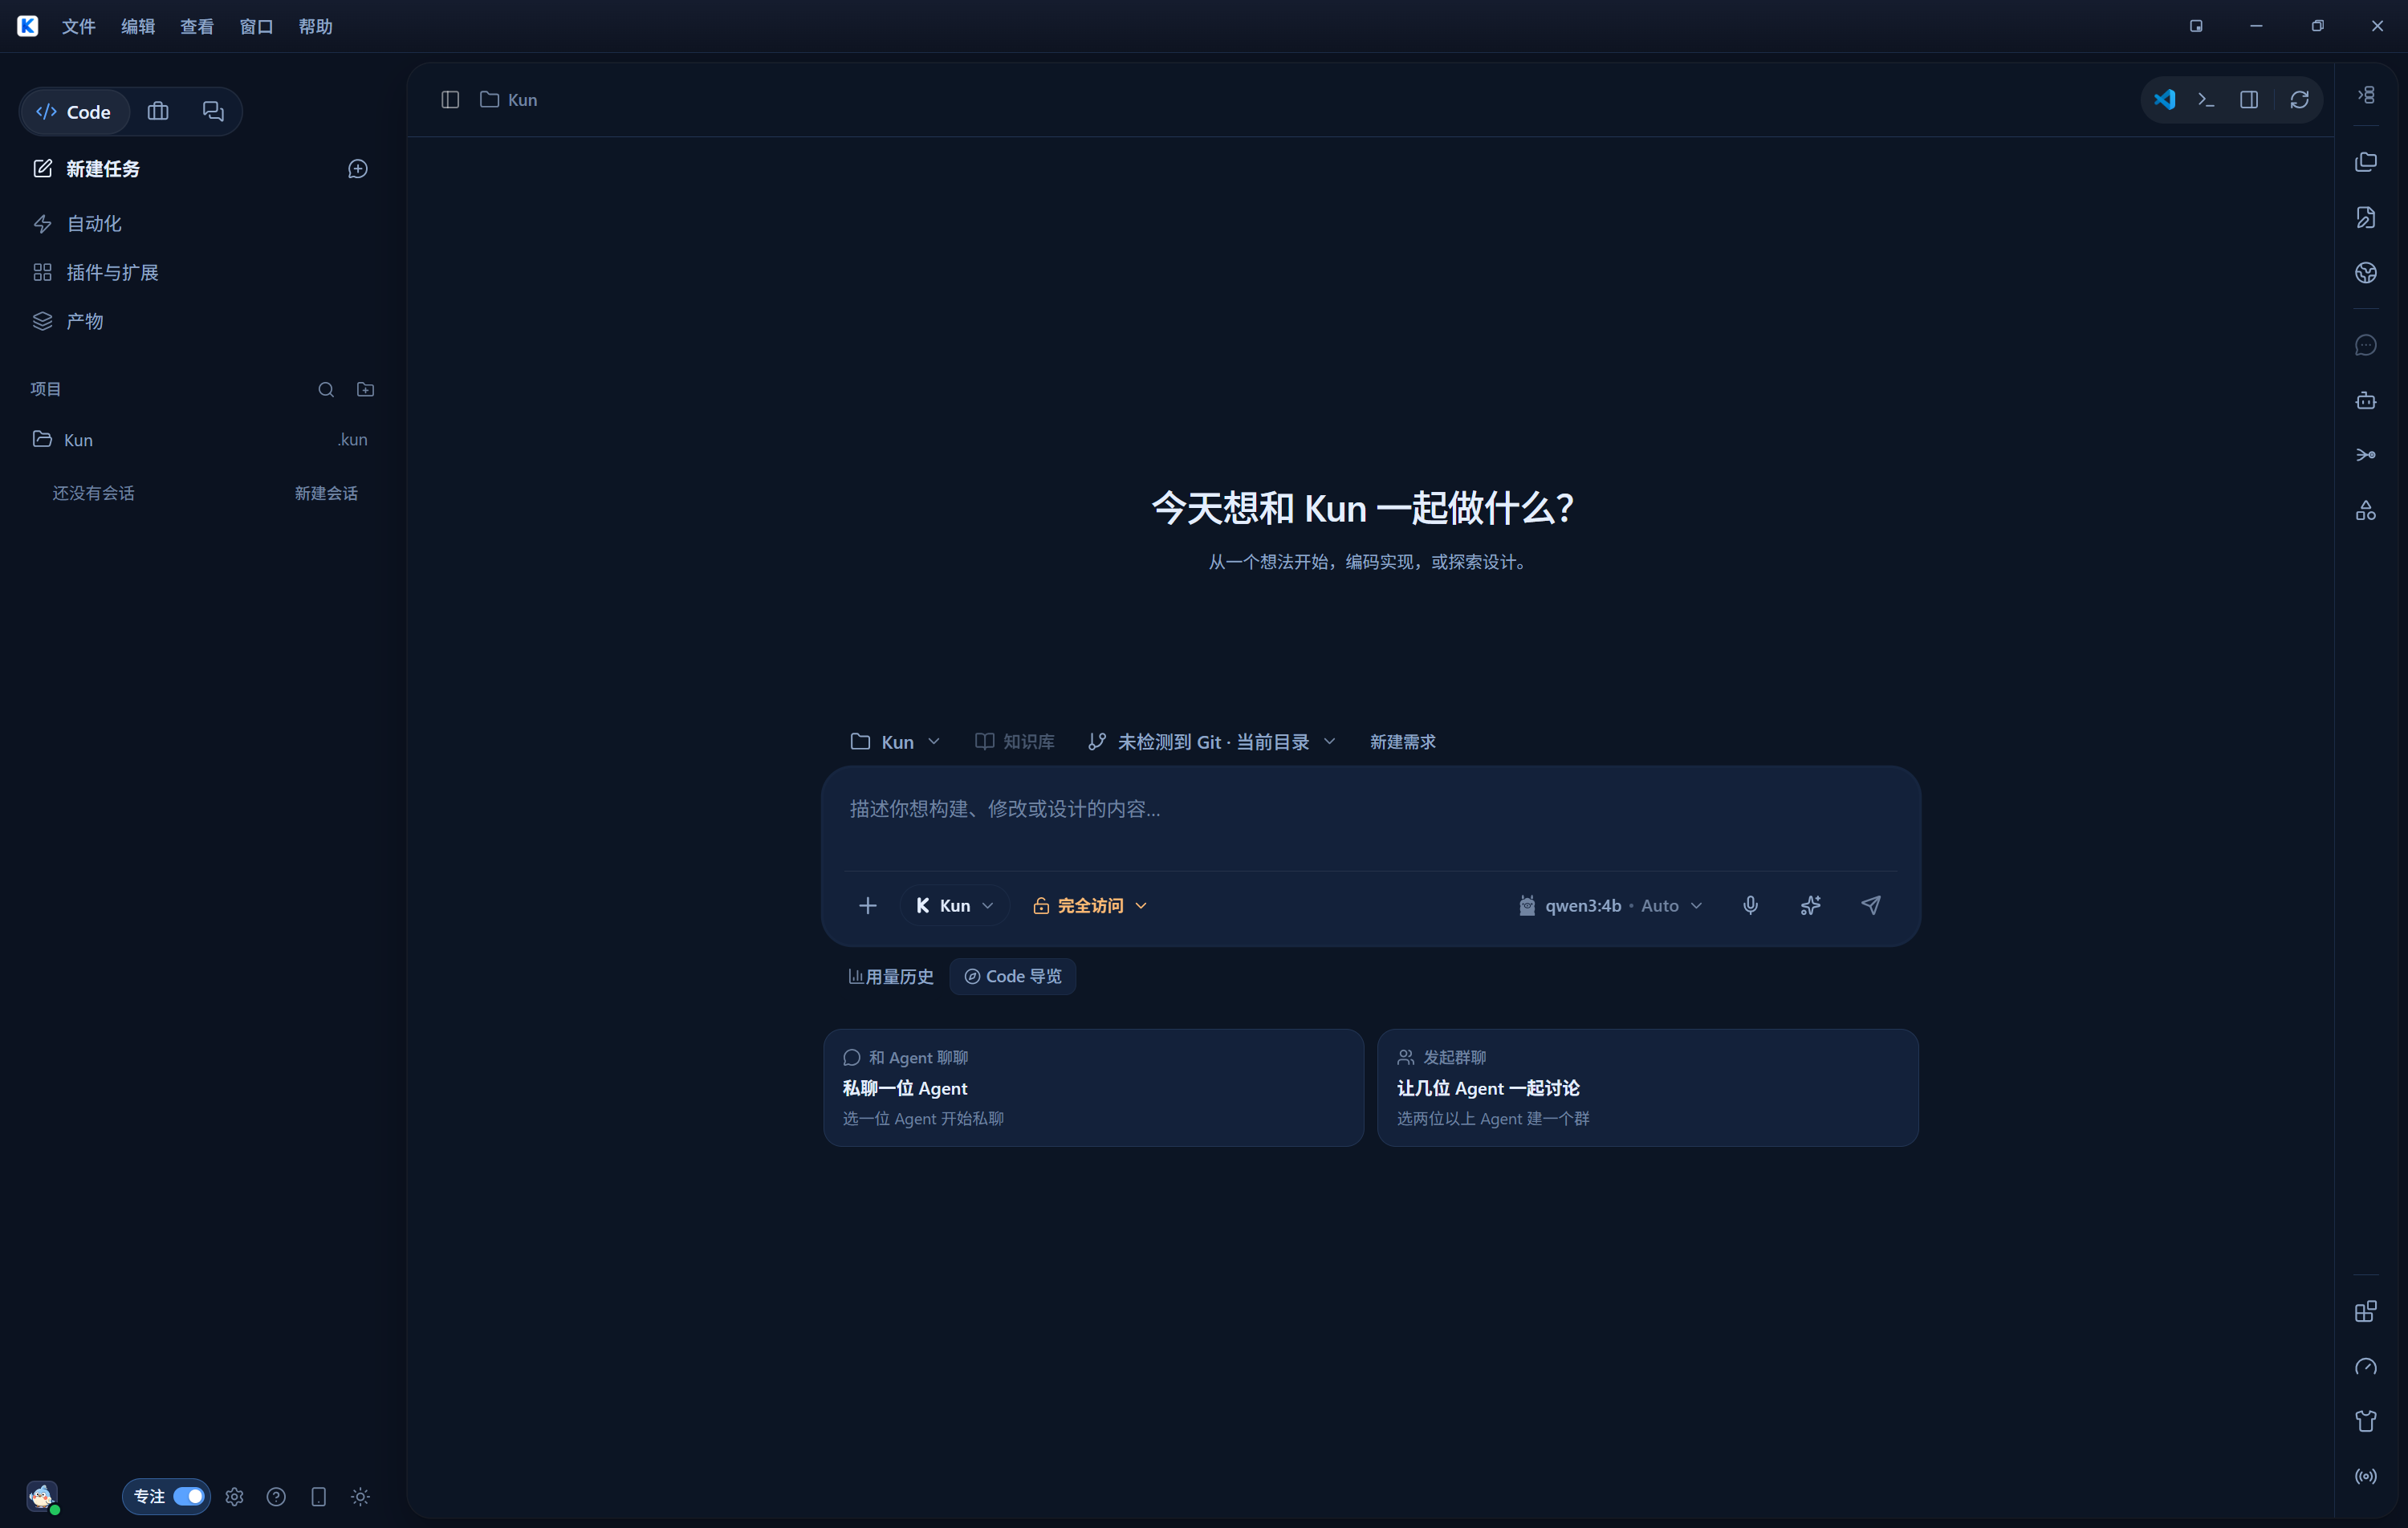 文件 编辑 查看 窗口 帮助
Code
新建任务
自动化
插件与扩展
产物
项目
Kun .kun
还没有会话 新建会话
专注
Kun
今天想和 Kun 一起做什么?
从一个想法开始，编码实现，或探索设计。
Kun 知识库 未检测到 Git · 当前目录 新建需求
描述你想构建、修改或设计的内容...
Kun 完全访问 qwen3:4b • Auto
用量历史 Code 导览
和 Agent 聊聊
私聊一位 Agent
选一位 Agent 开始私聊
发起群聊
让几位 Agent 一起讨论
选两位以上 Agent 建一个群